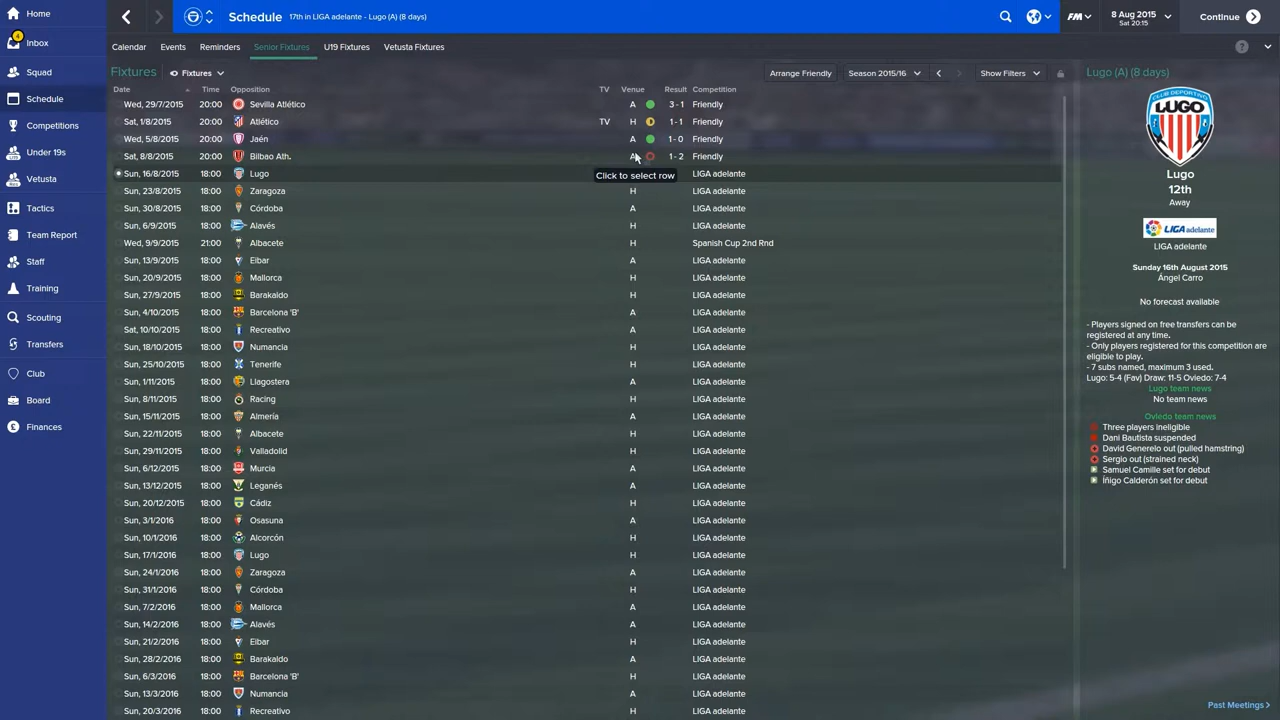 Home
4
Inbox
Squad
Schedule
Competitions
Under 19s
Vetusta
Tactics
Team Report
Staff
Training
Scouting
Transfers
Club
Board
Finances
Schedule 17th in LIGA adelante - Lugo (A) (8 days)
FM
8 Aug 2015
Sat 20:15
Continue
Calendar Events Reminders Senior Fixtures U19 Fixtures Vetusta Fixtures
Fixtures Fixtures Arrange Friendly Season 2015/16 Show Filters
Date Time Opposition TV Venue Result Competition
Wed, 29/7/2015 20:00 Sevilla Atlético A 3 - 1 Friendly
Sat, 1/8/2015 20:00 Atlético TV H 1 - 1 Friendly
Wed, 5/8/2015 20:00 Jaén A 1 - 0 Friendly
Sat, 8/8/2015 20:00 Bilbao Ath. A 1 - 2 Friendly
Click to select row
Sun, 16/8/2015 18:00 Lugo LIGA adelante
Sun, 23/8/2015 18:00 Zaragoza H LIGA adelante
Sun, 30/8/2015 18:00 Córdoba A LIGA adelante
Sun, 6/9/2015 18:00 Alavés H LIGA adelante
Wed, 9/9/2015 21:00 Albacete H Spanish Cup 2nd Rnd
Sun, 13/9/2015 18:00 Eibar A LIGA adelante
Sun, 20/9/2015 18:00 Mallorca H LIGA adelante
Sun, 27/9/2015 18:00 Barakaldo H LIGA adelante
Sun, 4/10/2015 18:00 Barcelona 'B' A LIGA adelante
Sat, 10/10/2015 18:00 Recreativo A LIGA adelante
Sun, 18/10/2015 18:00 Numancia H LIGA adelante
Sun, 25/10/2015 18:00 Tenerife H LIGA adelante
Sun, 1/11/2015 18:00 Llagostera A LIGA adelante
Sun, 8/11/2015 18:00 Racing H LIGA adelante
Sun, 15/11/2015 18:00 Almería A LIGA adelante
Sun, 22/11/2015 18:00 Albacete H LIGA adelante
Sun, 29/11/2015 18:00 Valladolid H LIGA adelante
Sun, 6/12/2015 18:00 Murcia A LIGA adelante
Sun, 13/12/2015 18:00 Leganés A LIGA adelante
Sun, 20/12/2015 18:00 Cádiz H LIGA adelante
Sun, 3/1/2016 18:00 Osasuna A LIGA adelante
Sun, 10/1/2016 18:00 Alcorcón H LIGA adelante
Sun, 17/1/2016 18:00 Lugo H LIGA adelante
Sun, 24/1/2016 18:00 Zaragoza A LIGA adelante
Sun, 31/1/2016 18:00 Córdoba H LIGA adelante
Sun, 7/2/2016 18:00 Mallorca A LIGA adelante
Sun, 14/2/2016 18:00 Alavés A LIGA adelante
Sun, 21/2/2016 18:00 Eibar H LIGA adelante
Sun, 28/2/2016 18:00 Barakaldo A LIGA adelante
Sun, 6/3/2016 18:00 Barcelona 'B' H LIGA adelante
Sun, 13/3/2016 18:00 Numancia A LIGA adelante
Sun, 20/3/2016 18:00 Recreativo H LIGA adelante
Lugo (A) (8 days)
CLUB DEPORTIVO
LUGO
Lugo
12th
Away
LIGA adelante
LIGA adelante
Sunday 16th August 2015
Ángel Carro
No forecast available
- Players signed on free transfers can be
registered at any time.
- Only players registered for this competition are
eligible to play.
- 7 subs named, maximum 3 used.
Lugo: 5-4 (Fav) Draw: 11-5 Oviedo: 7-4
Lugo team news
No team news
Oviedo team news
Three players ineligible
Dani Bautista suspended
David Generelo out (pulled hamstring)
Sergio out (strained neck)
Samuel Camille set for debut
Íñigo Calderón set for debut
Past Meetings >